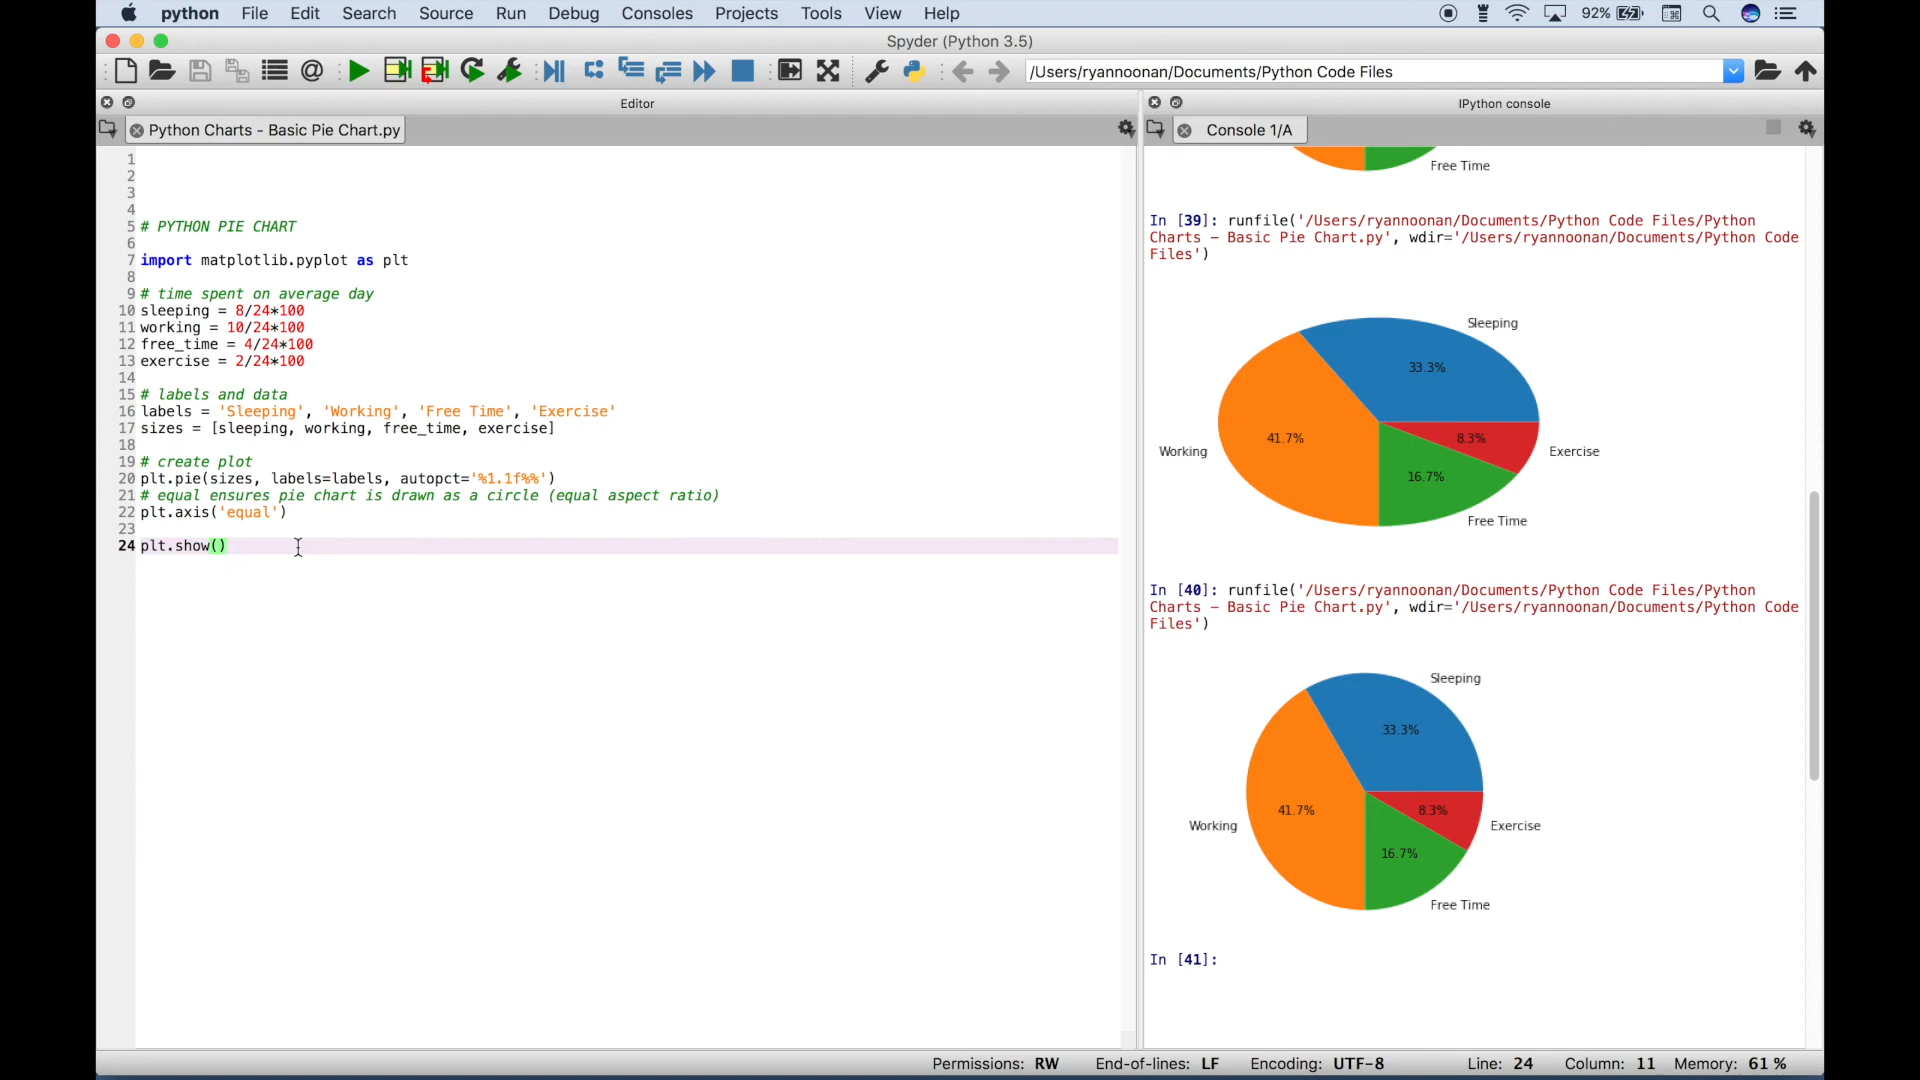 python File Edit Search Source Run Debug Consoles Projects Tools View Help 92%
Spyder (Python 3.5)
/Users/ryannoonan/Documents/Python Code Files
Editor
Python Charts - Basic Pie Chart.py
1
2
3
4
5 # PYTHON PIE CHART
6
7 import matplotlib.pyplot as plt
8
9 # time spent on average day
10 sleeping = 8/24*100
11 working = 10/24*100
12 free_time = 4/24*100
13 exercise = 2/24*100
14
15 # labels and data
16 labels = 'Sleeping', 'Working', 'Free Time', 'Exercise'
17 sizes = [sleeping, working, free_time, exercise]
18
19 # create plot
20 plt.pie(sizes, labels=labels, autopct='%1.1f%%')
21 # equal ensures pie chart is drawn as a circle (equal aspect ratio)
22 plt.axis('equal')
23
24 plt.show()
IPython console
Console 1/A
Free Time
In [39]: runfile('/Users/ryannoonan/Documents/Python Code Files/Python
Charts - Basic Pie Chart.py', wdir='/Users/ryannoonan/Documents/Python Code
Files')
Sleeping
33.3%
41.7%
8.3%
Working
Exercise
16.7%
Free Time
In [40]: runfile('/Users/ryannoonan/Documents/Python Code Files/Python
Charts - Basic Pie Chart.py', wdir='/Users/ryannoonan/Documents/Python Code
Files')
Sleeping
33.3%
41.7%
8.3%
Working
Exercise
16.7%
Free Time
In [41]:
Permissions: RW End-of-lines: LF Encoding: UTF-8 Line: 24 Column: 11 Memory: 61 %